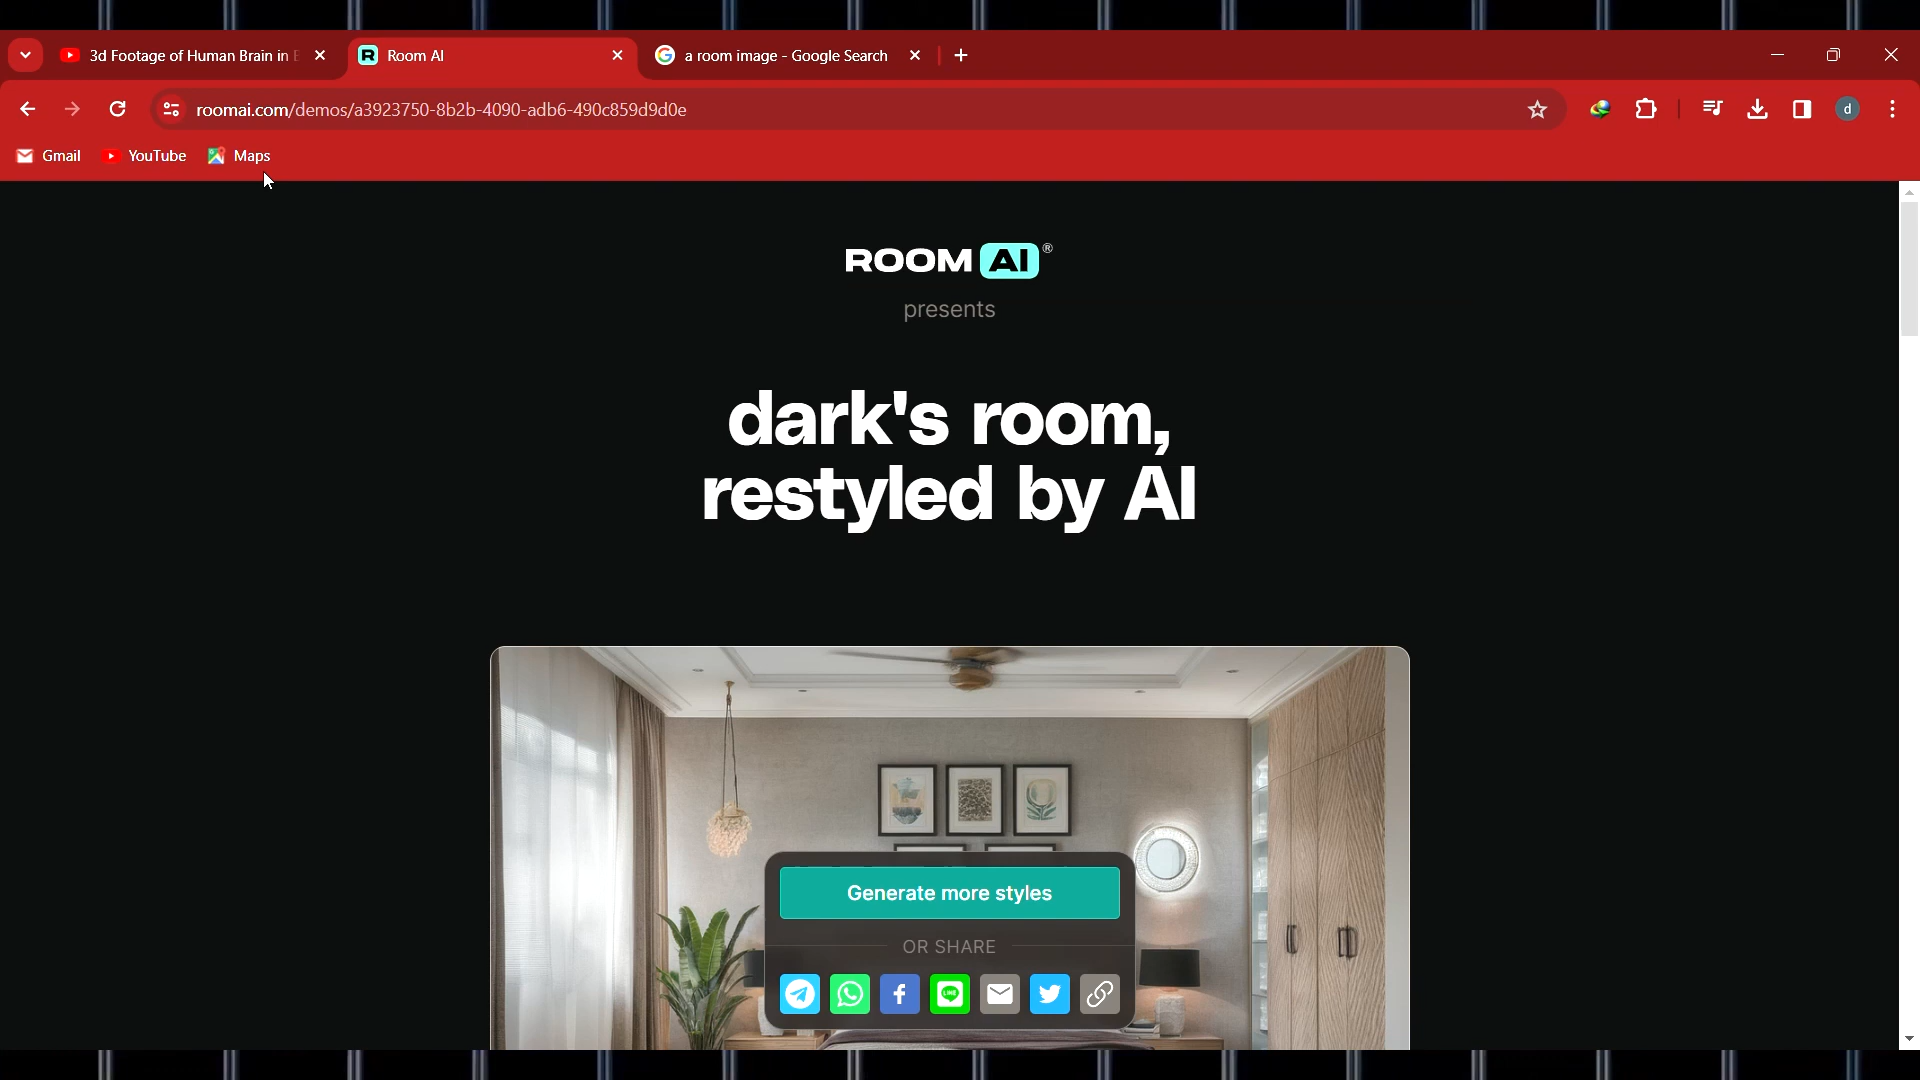 3d Footage of Human Brain in
Room AI
a room image - Google Search
roomai.com/demos/a3923750-8b2b-4090-adb6-490c859d9d0e
d
Gmail
YouTube
Maps
ROOM AI®
presents
dark's room,
restyled by AI
Generate more styles
OR SHARE
LINE